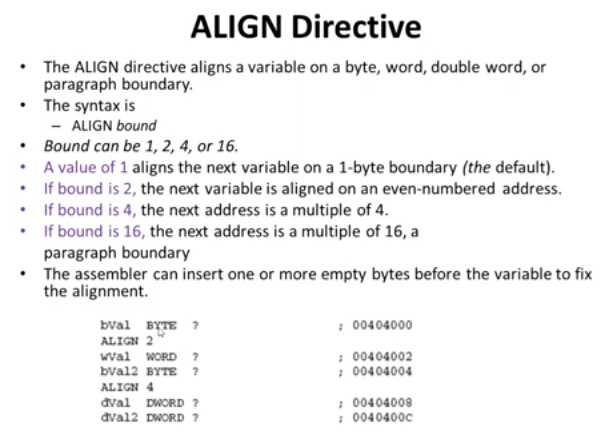 ALIGN Directive
• The ALIGN directive aligns a variable on a byte, word, double word, or
paragraph boundary.
• The syntax is
– ALIGN bound
• Bound can be 1, 2, 4, or 16.
• A value of 1 aligns the next variable on a 1-byte boundary (the default).
• If bound is 2, the next variable is aligned on an even-numbered address.
• If bound is 4, the next address is a multiple of 4.
• If bound is 16, the next address is a multiple of 16, a
paragraph boundary
• The assembler can insert one or more empty bytes before the variable to fix
the alignment.
bVal BYTE ? ; 00404000
ALIGN 2
wVal WORD ? ; 00404002
bVal2 BYTE ? ; 00404004
ALIGN 4
dVal DWORD ? ; 00404008
dVal2 DWORD ? ; 0040400C